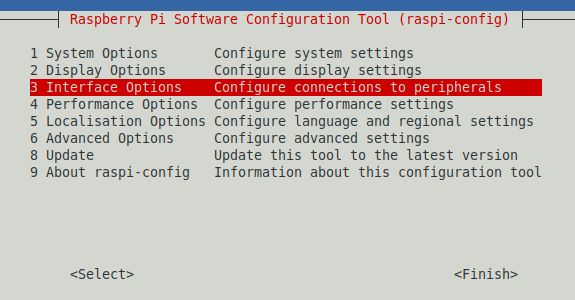 Raspberry Pi Software Configuration Tool (raspi-config)
1 System Options Configure system settings
2 Display Options Configure display settings
3 Interface Options Configure connections to peripherals
4 Performance Options Configure performance settings
5 Localisation Options Configure language and regional settings
6 Advanced Options Configure advanced settings
8 Update Update this tool to the latest version
9 About raspi-config Information about this configuration tool
<Select> <Finish>